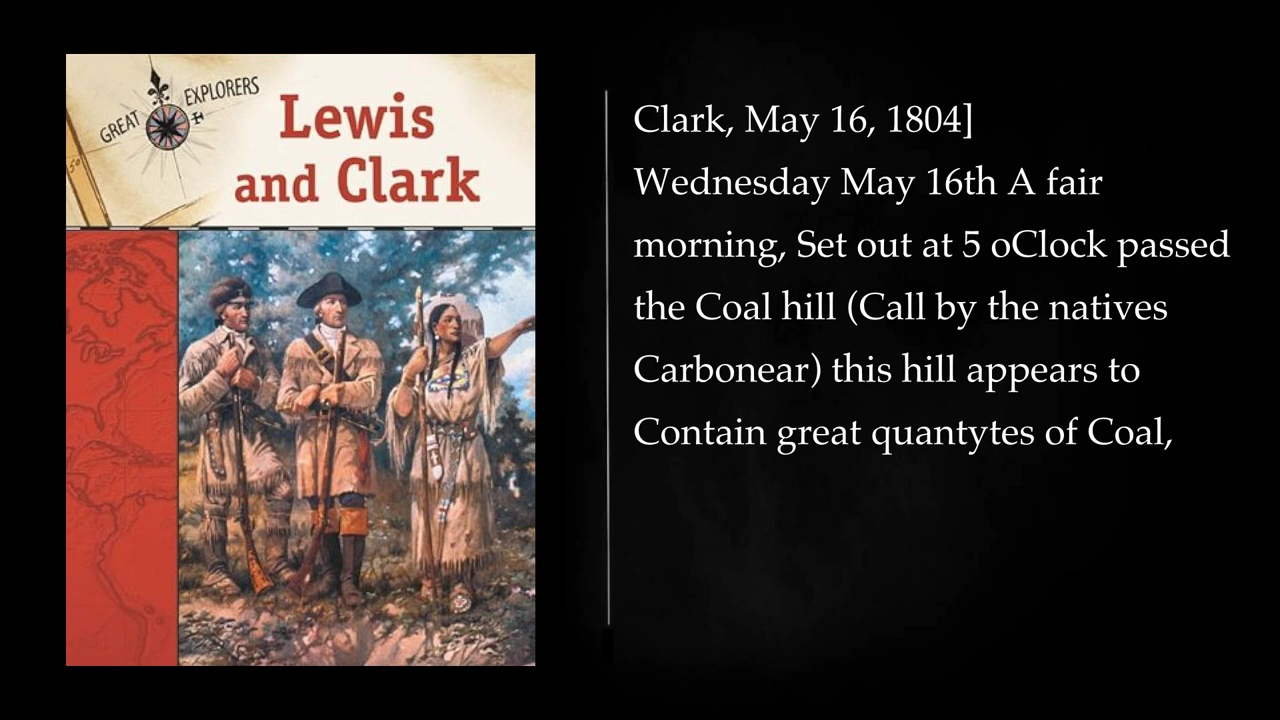 GREAT EXPLORERS
Lewis
and Clark
50
Clark, May 16, 1804]
Wednesday May 16th A fair
morning, Set out at 5 oClock passed
the Coal hill (Call by the natives
Carbonear) this hill appears to
Contain great quantytes of Coal,